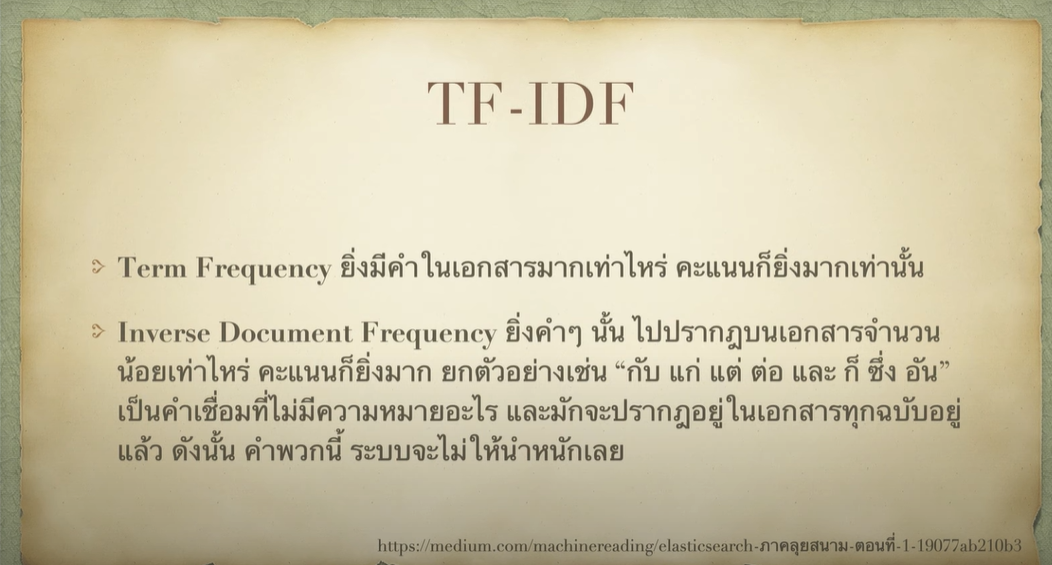 TF-IDF
Term Frequency ยิ่งมีคำในเอกสารมากเท่าไหร่ คะแนนก็ยิ่งมากเท่านั้น
Inverse Document Frequency ยิ่งคำๆ นั้น ไปปรากฎบนเอกสารจำนวน
น้อยเท่าไหร่ คะแนนก็ยิ่งมาก ยกตัวอย่างเช่น “กับ แก่ แต่ ต่อ และ ก็ ซึ่ง อัน”
เป็นคำเชื่อมที่ไม่มีความหมายอะไร และมักจะปรากฎอยู่ในเอกสารทุกฉบับอยู่
แล้ว ดังนั้น คำพวกนี้ ระบบจะไม่ให้นำหนักเลย
https://medium.com/machinereading/elasticsearch-ภาคลุยสนาม-ตอนที่-1-19077ab210b3